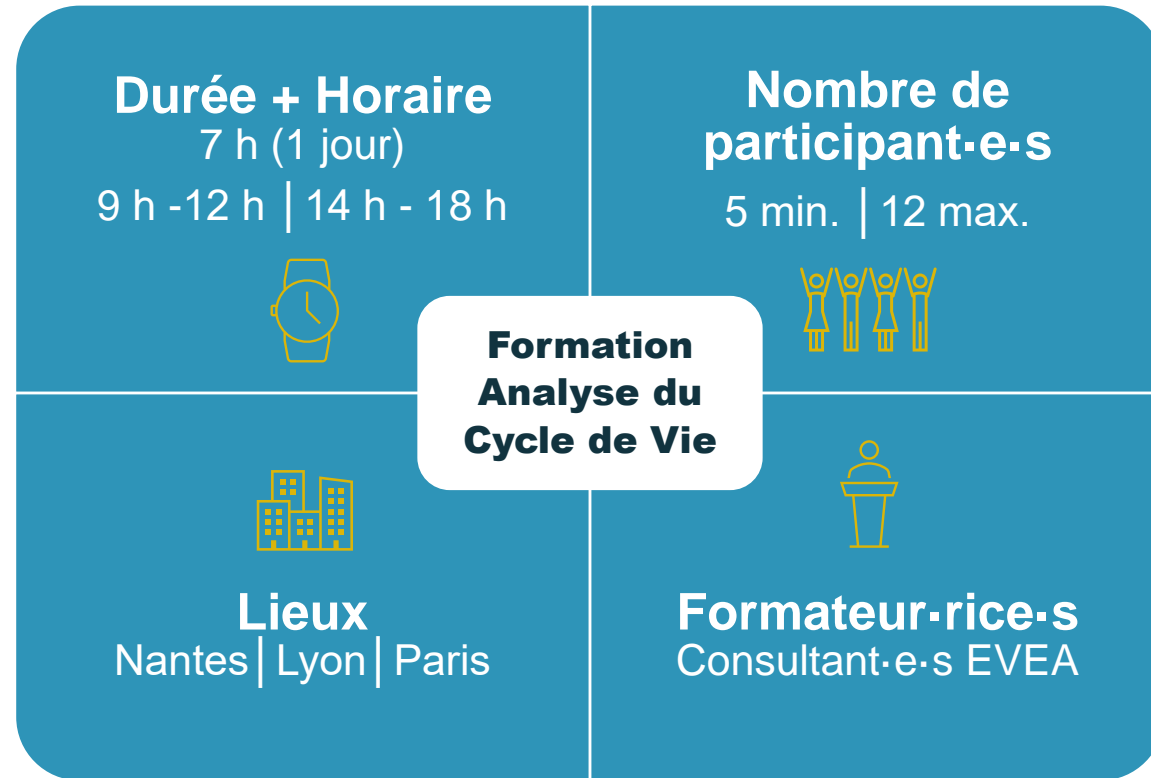 Durée + Horaire
7 h (1 jour)
9 h -12 h | 14 h - 18 h
Nombre de
participant·e·s
5 min. | 12 max.
Formation
Analyse du
Cycle de Vie
Lieux
Nantes | Lyon | Paris
Formateur·rice·s
Consultant·e·s EVEA